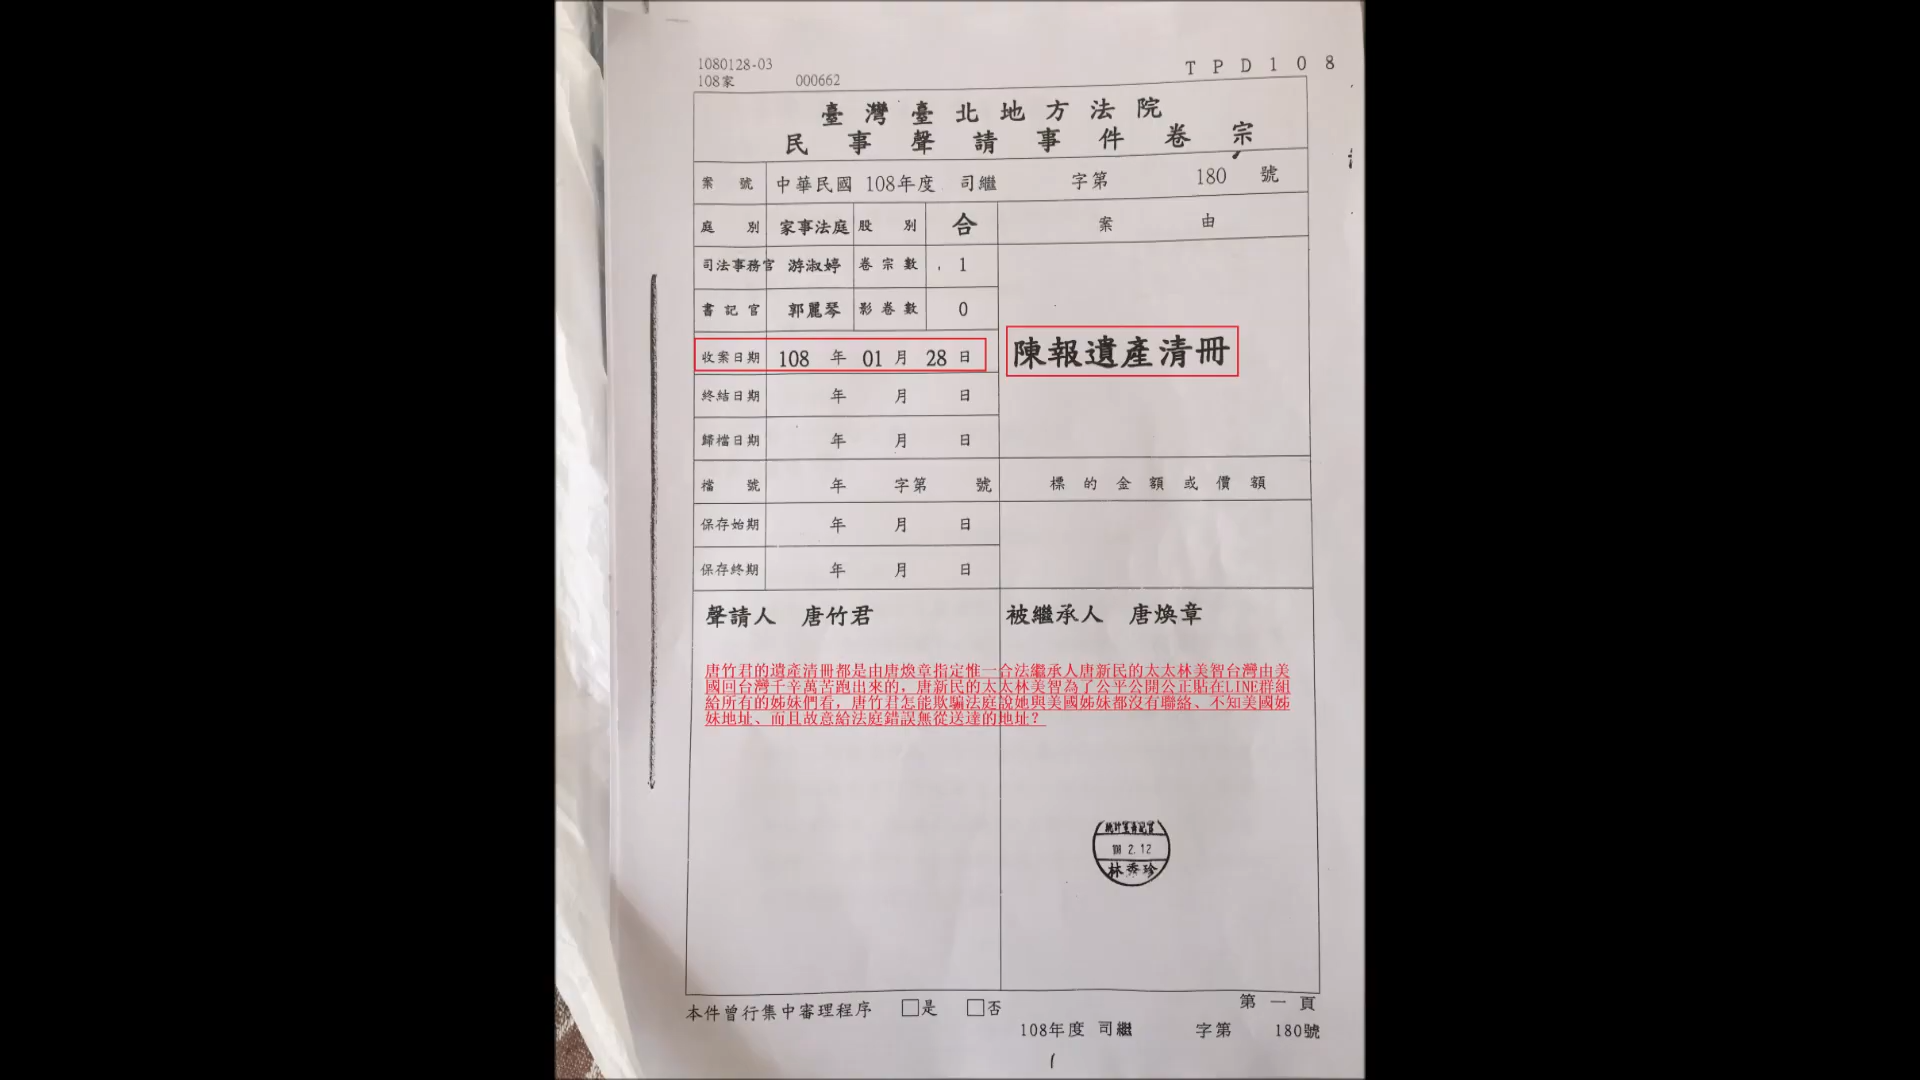 1080128-03
108家 000662
TPD108
臺灣臺北地方法院
民事聲請事件卷宗
案號 中華民國 108年度 司繼 字第 180 號
庭別 家事法庭 股別 合 案由
司法事務官 游淑婷 卷宗數 1
書記官 郭麗琴 影卷數 0
收案日期 108 年 01 月 28 日 陳報遺產清冊
終結日期 年 月 日
歸檔日期 年 月 日
檔號 年 字第 號 標的金額或價額
保存始期 年 月 日
保存終期 年 月 日
聲請人 唐竹君 被繼承人 唐煥章
唐竹君的遺產清冊都是由唐煥章指定惟一合法繼承人唐新民的太太林美智台灣由美
國回台灣千辛萬苦跑出來的，唐新民的太太林美智為了公平公開公正貼在LINE群組
給所有的姊妹們看，唐竹君怎能欺騙法庭說她與美國姊妹都沒有聯絡、不知美國姊
妹地址、而且故意給法庭錯誤無從送達的地址？
統計室書記官
108 2.12
林秀珍
本件曾行集中審理程序 □是 □否
第一頁
108年度 司繼 字第 180號
1